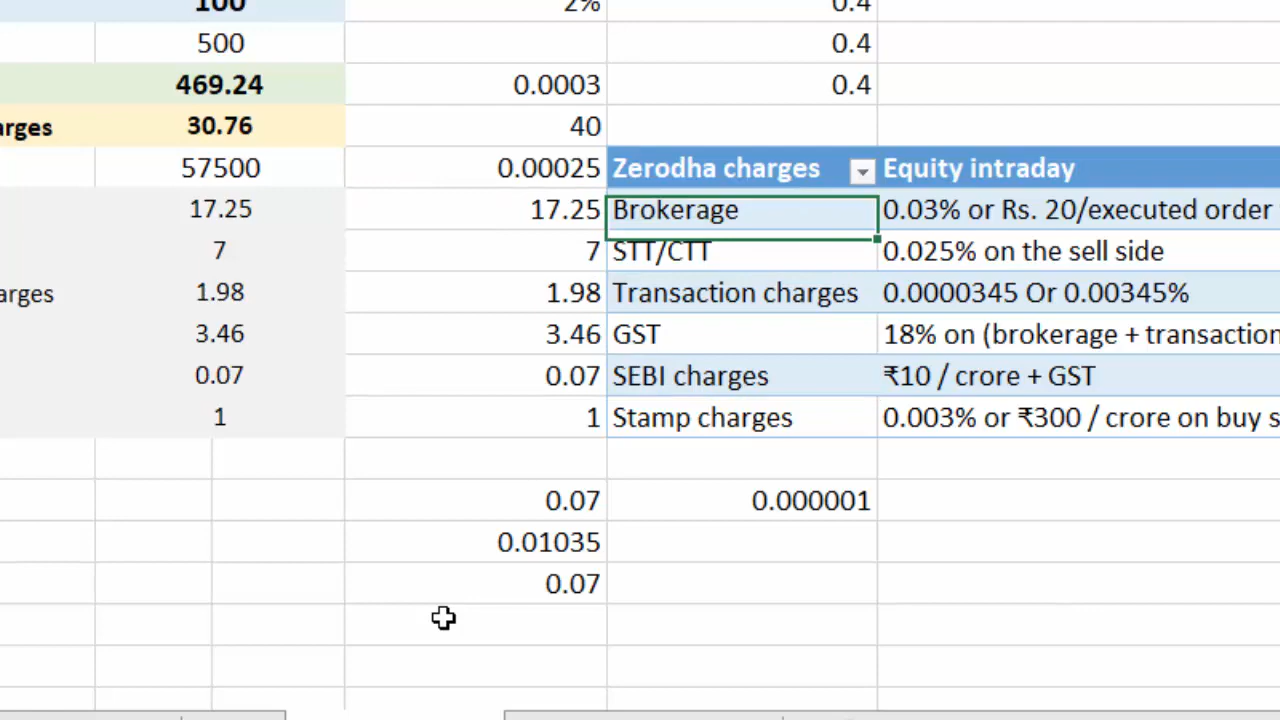 100 2% 0.4
500 0.4
469.24 0.0003 0.4
arges 30.76 40
57500 0.00025 Zerodha charges Equity intraday
17.25 17.25 Brokerage 0.03% or Rs. 20/executed order
7 7 STT/CTT 0.025% on the sell side
arges 1.98 1.98 Transaction charges 0.0000345 Or 0.00345%
3.46 3.46 GST 18% on (brokerage + transaction
0.07 0.07 SEBI charges ₹10 / crore + GST
1 1 Stamp charges 0.003% or ₹300 / crore on buy s
0.07 0.000001
0.01035
0.07